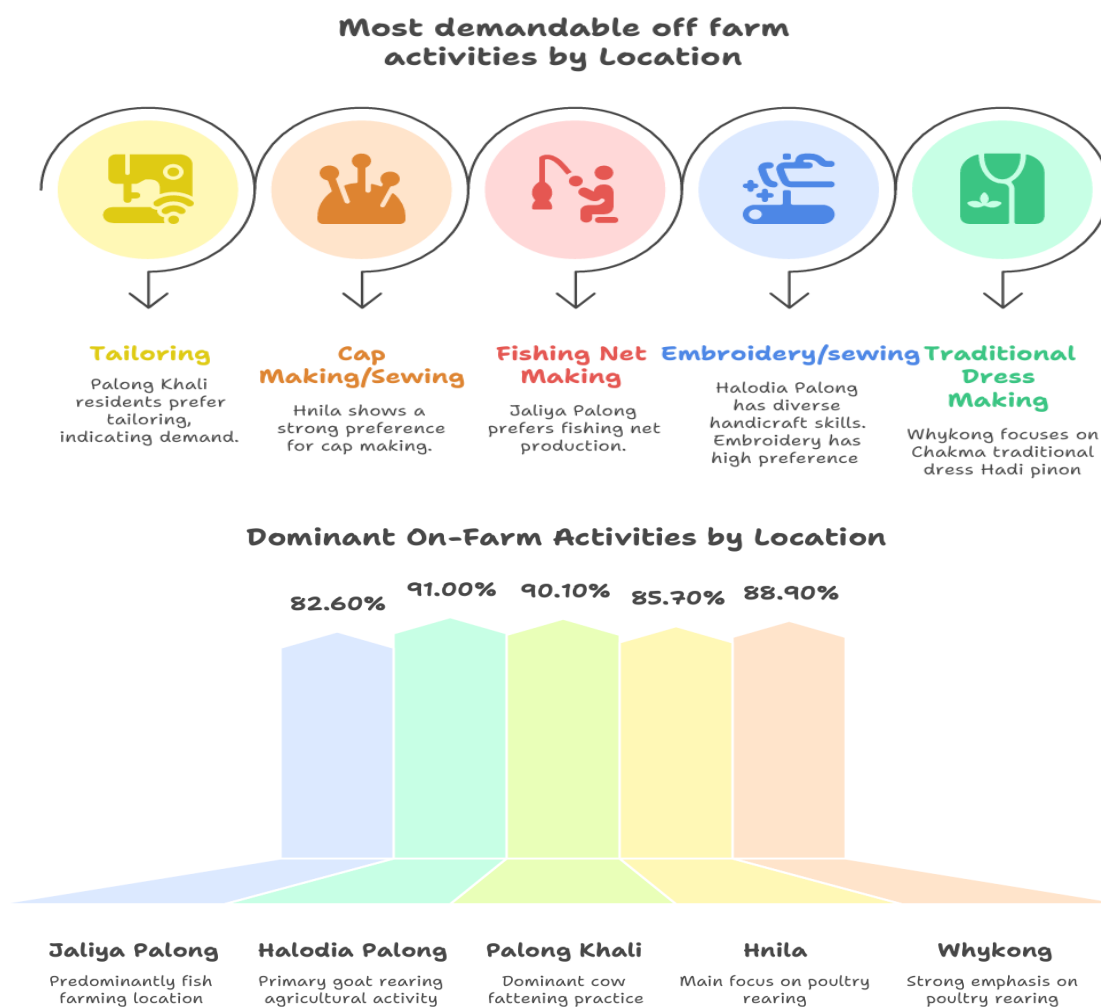 Most demandable off farm
activities by Location
Tailoring
Palong Khali
residents prefer
tailoring,
indicating demand.
Cap
Making/Sewing
Hnila shows a
strong preference
for cap making.
Fishing Net
Making
Jaliya Palong
prefers fishing net
production.
Embroidery/sewing
Halodia Palong
has diverse
handicraft skills.
Embroidery has
high preference
Traditional
Dress
Making
Whykong focuses on
Chakma traditional
dress Hadi pinon
Dominant On-Farm Activities by Location
82.60%
91.00%
90.10%
85.70%
88.90%
Jaliya Palong
Predominantly fish
farming location
Halodia Palong
Primary goat rearing
agricultural activity
Palong Khali
Dominant cow
fattening practice
Hnila
Main focus on poultry
rearing
Whykong
Strong emphasis on
poultry rearing